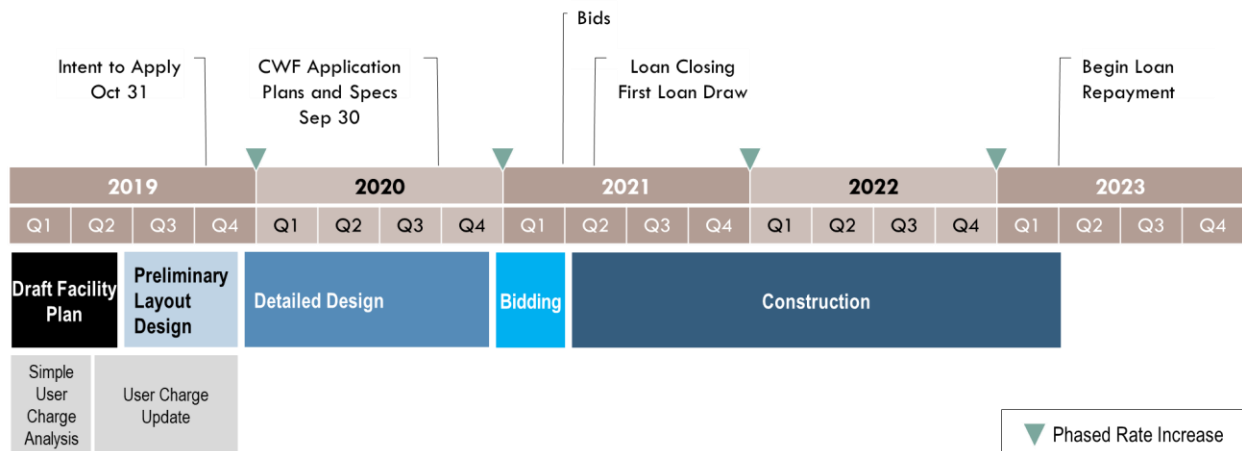 Bids
Intent to Apply
Oct 31
CWF Application
Plans and Specs
Sep 30
Loan Closing
First Loan Draw
Begin Loan
Repayment
2019 2020 2021 2022 2023
Q1 Q2 Q3 Q4 Q1 Q2 Q3 Q4 Q1 Q2 Q3 Q4 Q1 Q2 Q3 Q4 Q1 Q2 Q3 Q4
Draft Facility
Plan
Preliminary
Layout
Design
Detailed Design
Bidding
Construction
Simple
User
Charge
Analysis
User Charge
Update
Phased Rate Increase